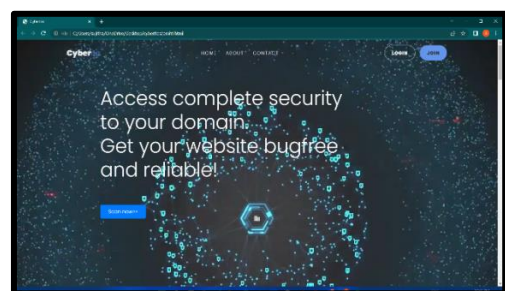 Cyber
HOME ABOUT CONTACT
Login Join
Access complete security
to your domain.
Get your website bugfree
and reliable!
Scan now>>